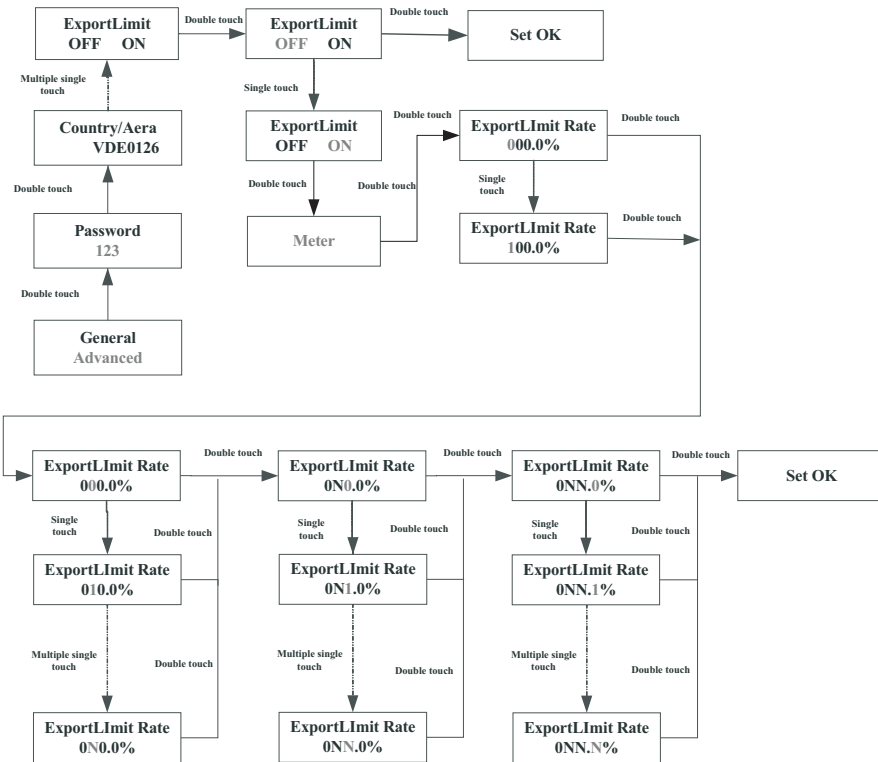 ExportLimit
OFF ON
Double touch
ExportLimit
OFF ON
Double touch
Set OK
Multiple single
touch
Single touch
Country/Aera
VDE0126
ExportLimit
OFF ON
Double touch
ExportLImit Rate
000.0%
Double touch
Double touch
Double touch
Double touch
Single
touch
Password
123
Meter
ExportLImit Rate
100.0%
Double touch
Double touch
General
Advanced
ExportLImit Rate
000.0%
Double touch
ExportLImit Rate
0N0.0%
Double touch
ExportLImit Rate
0NN.0%
Double touch
Set OK
Single
touch
Double touch
Single
touch
Double touch
Single
touch
Double touch
ExportLImit Rate
010.0%
ExportLImit Rate
0N1.0%
ExportLImit Rate
0NN.1%
Multiple single
touch
Double touch
Multiple single
touch
Double touch
Multiple single
touch
Double touch
ExportLImit Rate
0N0.0%
ExportLImit Rate
0NN.0%
ExportLImit Rate
0NN.N%